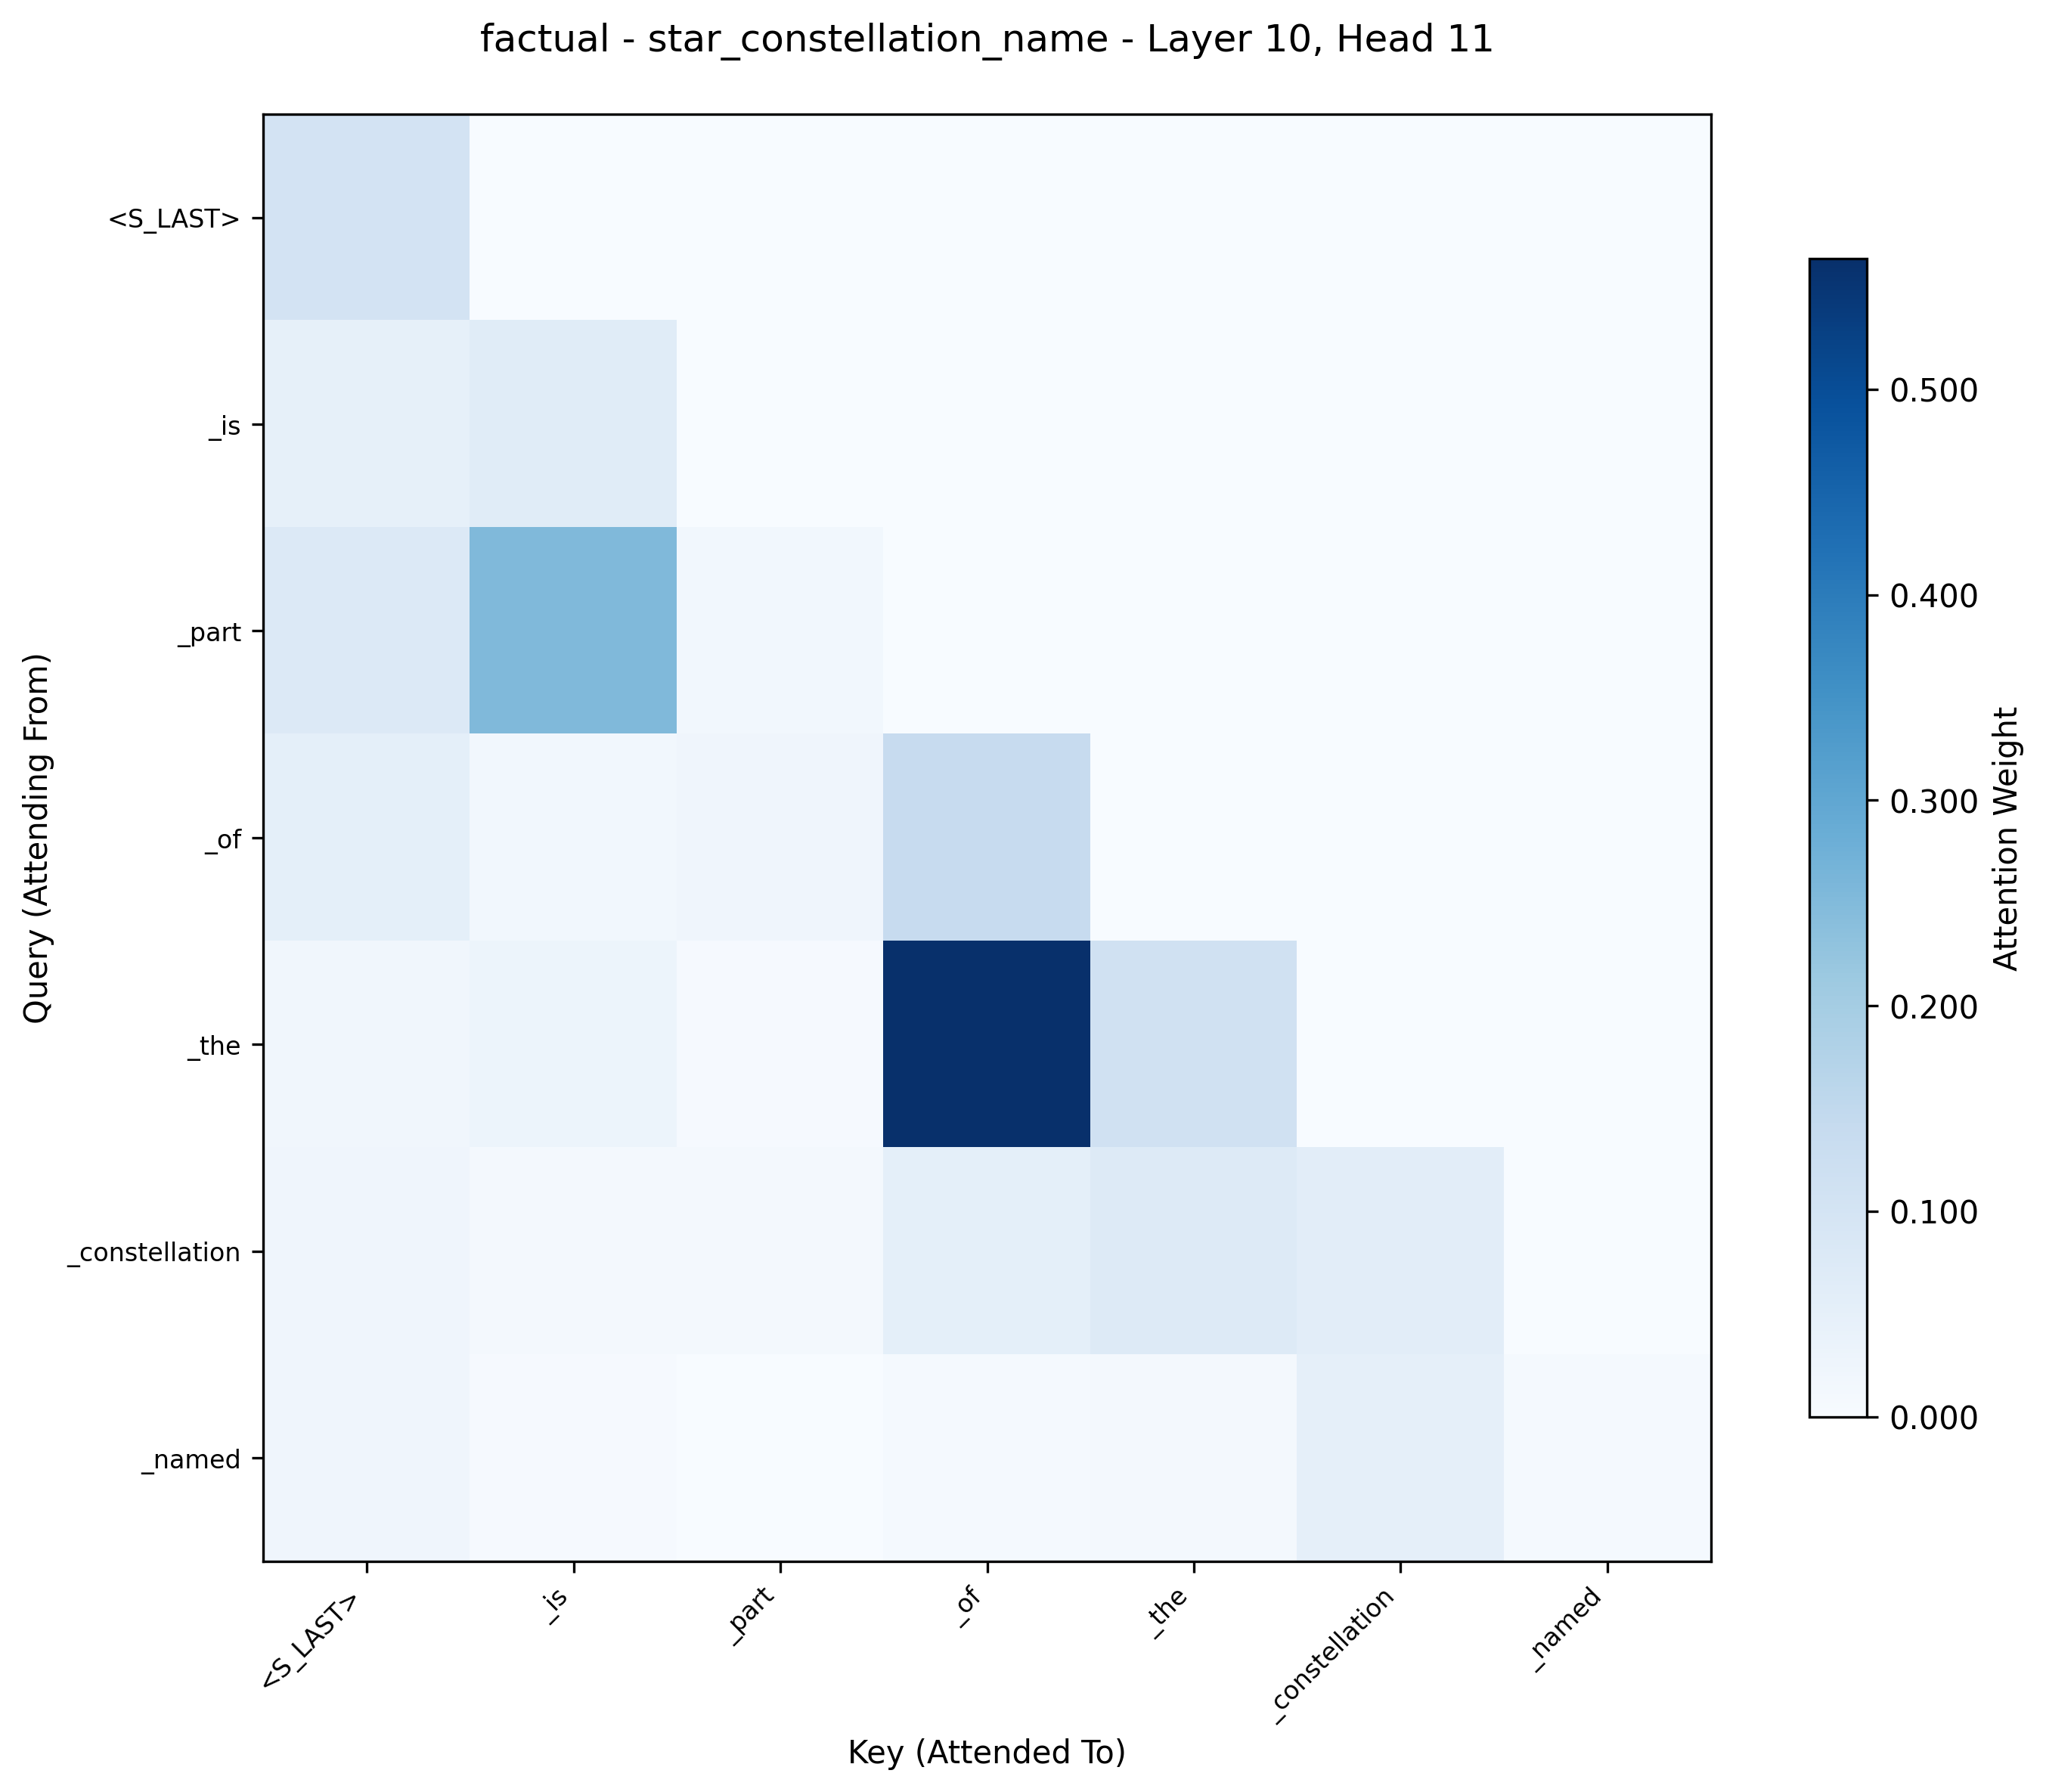 factual - star_constellation_name - Layer 10, Head 11
Query (Attending From)
<S_LAST>
_is
_part
_of
_the
_constellation
_named
<S_LAST>
_is
_part
_of
_the
_constellation
_named
Key (Attended To)
0.500
0.400
0.300
0.200
0.100
0.000
Attention Weight